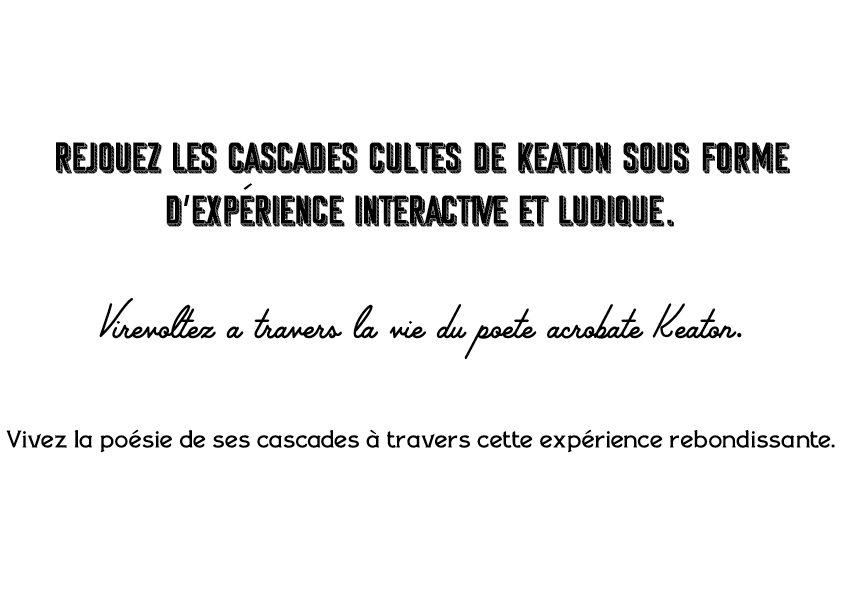 REJOUEZ LES CASCADES CULTES DE KEATON SOUS FORME
D'EXPÉRIENCE INTERACTIVE ET LUDIQUE.
Virevoltez a travers la vie du poete acrobate Keaton.
Vivez la poésie de ses cascades à travers cette expérience rebondissante.